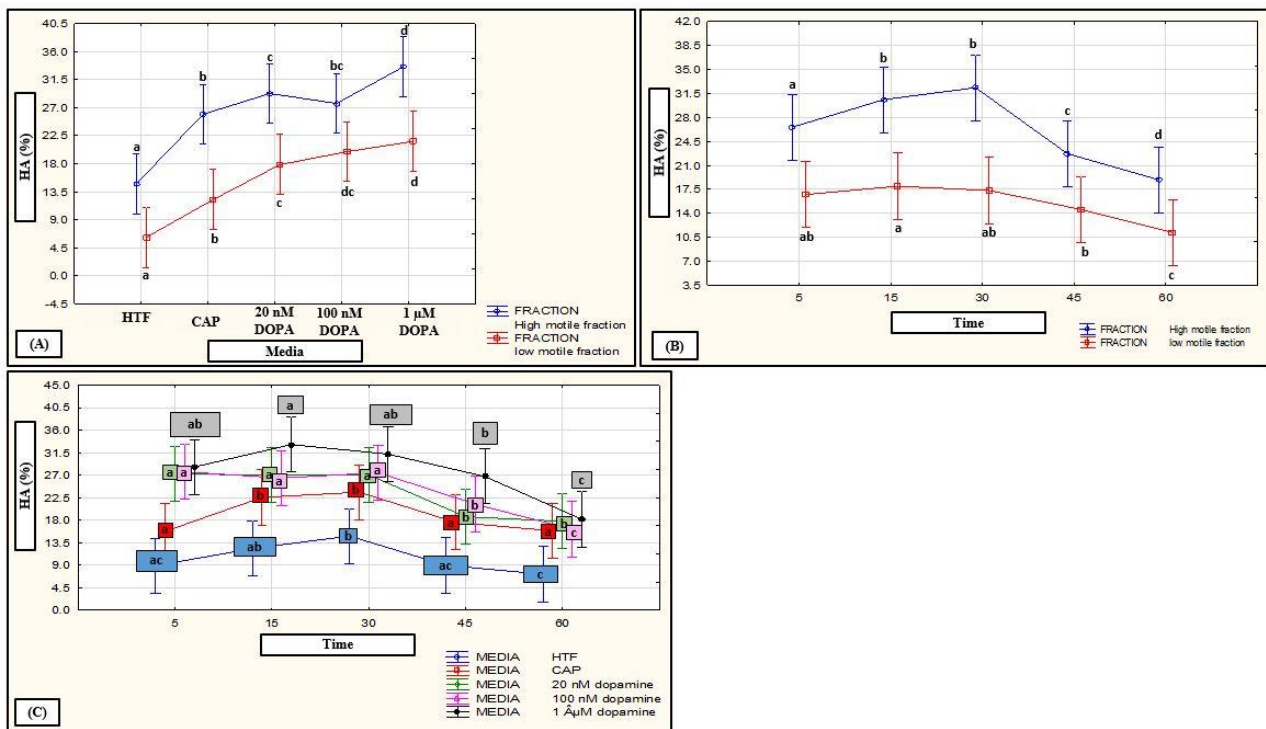 40.5
36.0
31.5
27.0
22.5
18.0
13.5
9.0
4.5
0.0
-4.5
HA (%)
a
b
c
bc
d
a
b
c
dc
d
HTF
CAP
20 nM
DOPA
100 nM
DOPA
1 µM
DOPA
Media
FRACTION
High motile fraction
FRACTION
low motile fraction
(A)
42.0
38.5
35.0
31.5
28.0
24.5
21.0
17.5
14.0
10.5
7.0
3.5
HA (%)
a
b
b
c
d
ab
a
ab
b
c
5 15 30 45 60
Time
FRACTION High motile fraction
FRACTION low motile fraction
(B)
45.0
40.5
36.0
31.5
27.0
22.5
18.0
13.5
9.0
4.5
0.0
HA (%)
ab
a
ab
b
c
a
a
a
b
b
a
a
a
b
c
a
b
b
a
a
ac
ab
b
ac
c
5 15 30 45 60
Time
MEDIA HTF
MEDIA CAP
MEDIA 20 nM dopamine
MEDIA 100 nM dopamine
MEDIA 1 ÂµM dopamine
(C)